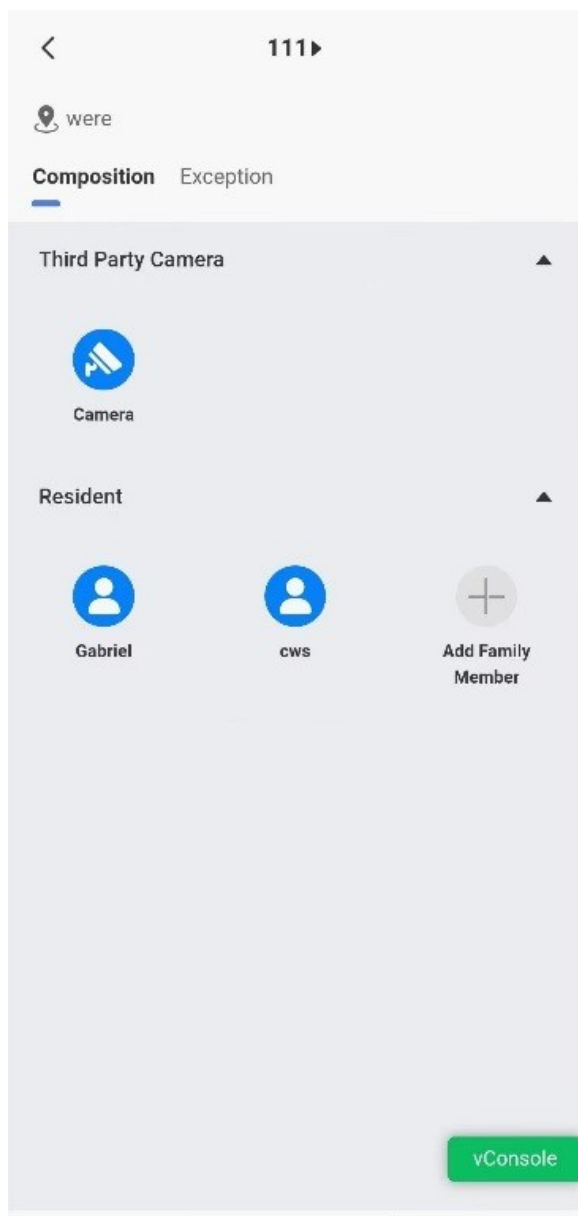 111
were
Composition Exception
Third Party Camera
Camera
Resident
Gabriel cws Add Family
Member
vConsole